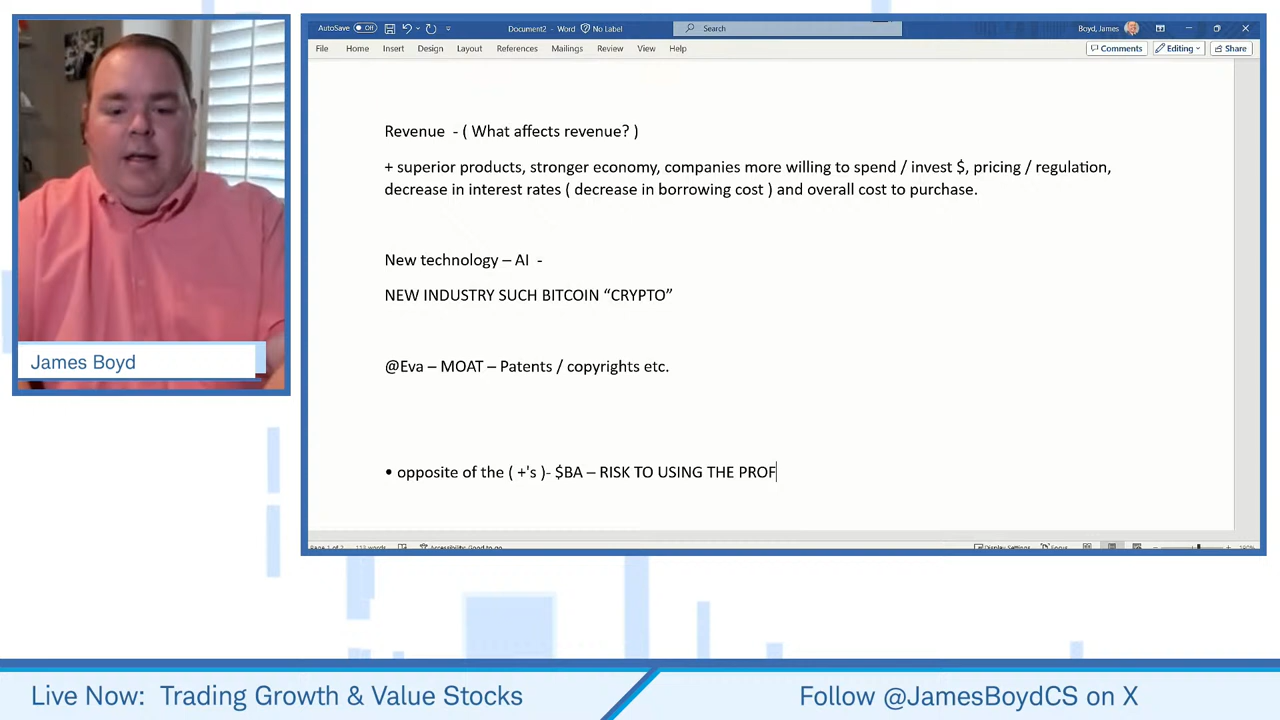 AutoSave Off
Document2 - Word
No Label
Search
Boyd, James
File Home Insert Design Layout References Mailings Review View Help
Comments Editing Share
Revenue - ( What affects revenue? )
+ superior products, stronger economy, companies more willing to spend / invest $, pricing / regulation,
decrease in interest rates ( decrease in borrowing cost ) and overall cost to purchase.
New technology – AI -
NEW INDUSTRY SUCH BITCOIN “CRYPTO”
@Eva – MOAT – Patents / copyrights etc.
• opposite of the ( +'s )- $BA – RISK TO USING THE PROF
James Boyd
Live Now: Trading Growth & Value Stocks
Follow @JamesBoydCS on X